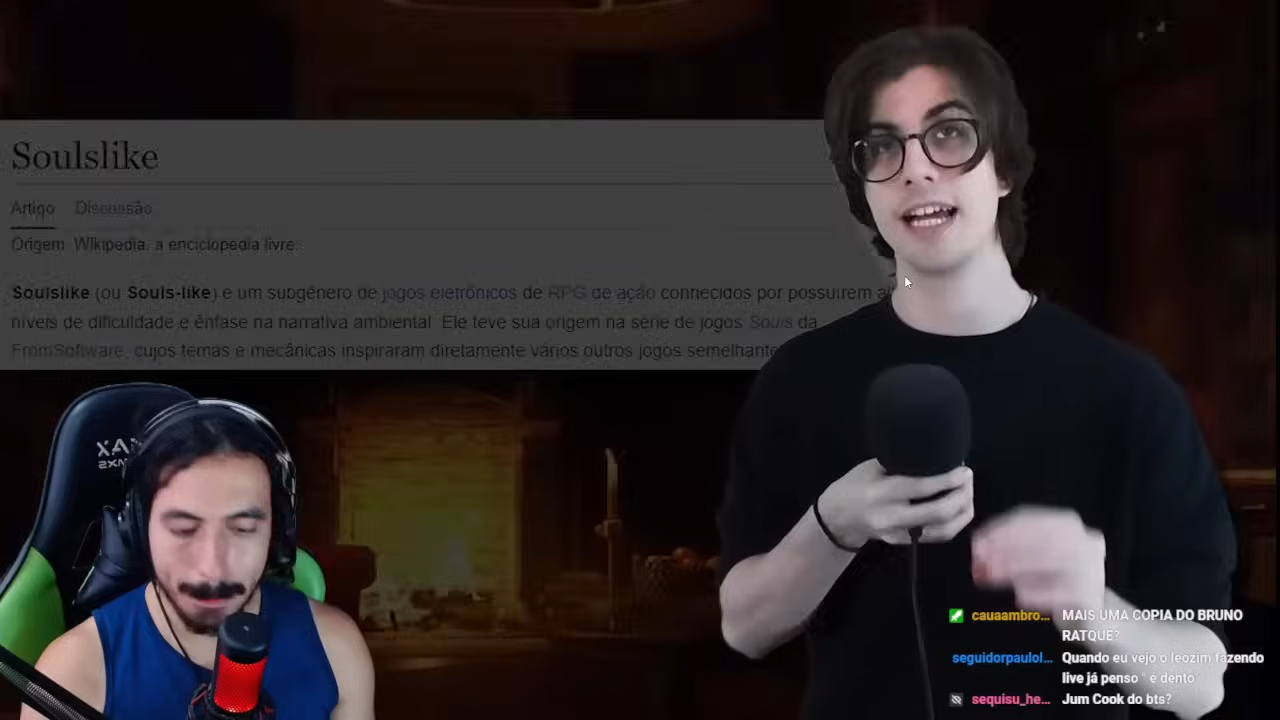 Soulslike
Artigo Discussão
Origem: Wikipédia, a enciclopédia livre.
Soulslike (ou Souls-like) é um subgênero de jogos eletrônicos de RPG de ação conhecidos por possuírem
níveis de dificuldade e ênfase na narrativa ambiental. Ele teve sua origem na série de jogos Souls da
FromSoftware, cujos temas e mecânicas inspiraram diretamente vários outros jogos semelhante
XA
cauaambro... MAIS UMA COPIA DO BRUNO
RATQUE?
seguidorpaulol... Quando eu vejo o leozim fazendo
live já penso " e dento
sequisu_he... Jum Cook do bts?